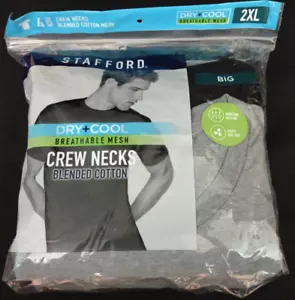 CREW NECKS
BLENDED COTTON MESH
DRY+COOL
BREATHABLE MESH
2XL
STAFFORD
BIG
DRY+COOL
BREATHABLE MESH
CREW NECKS
BLENDED COTTON